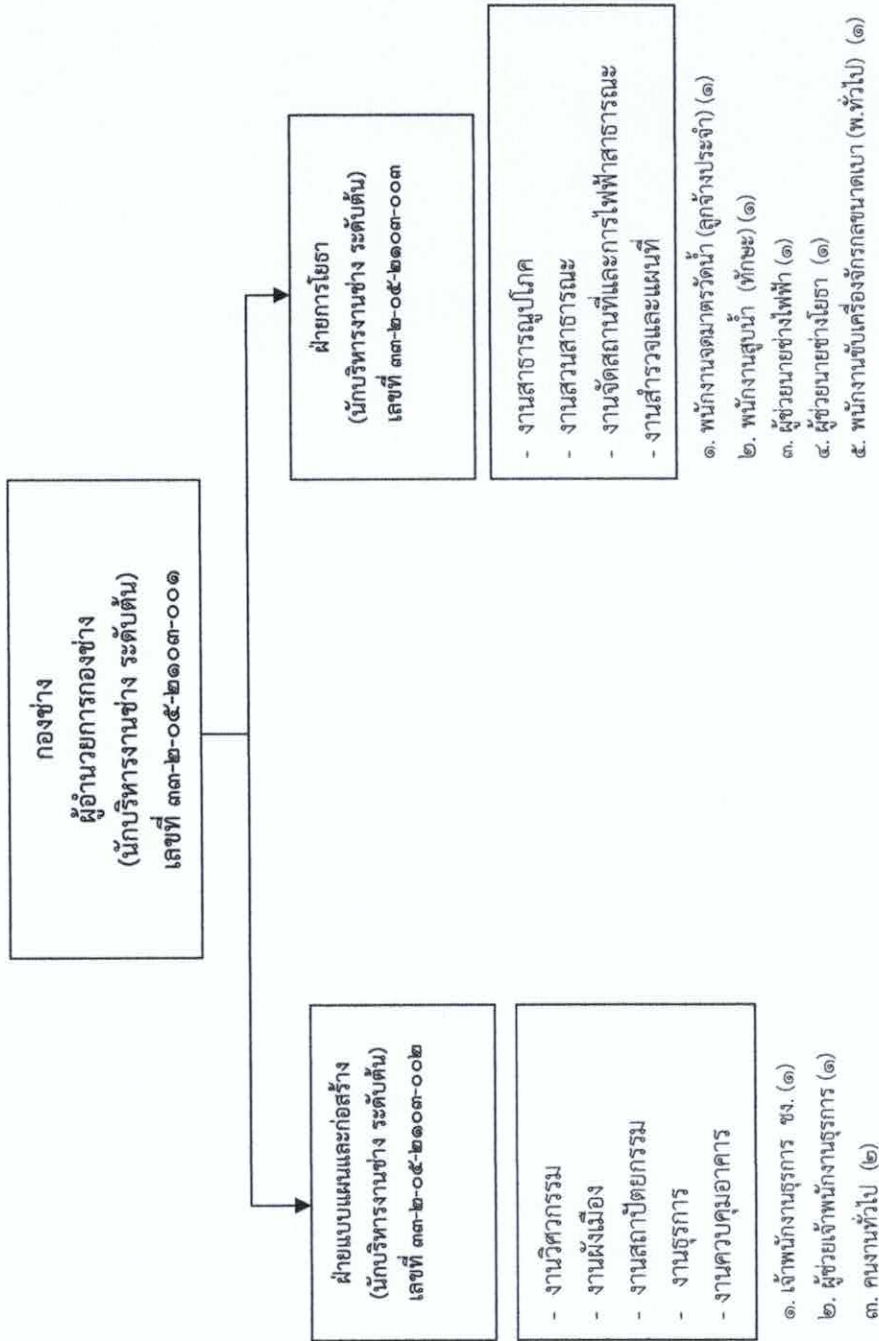 กองช่าง
ผู้อำนวยการกองช่าง
(นักบริหารงานช่าง ระดับต้น)
เลขที่ ๓๓-๒-๐๕-๒๑๐๓-๐๐๑
ฝ่ายแบบแผนและก่อสร้าง
(นักบริหารงานช่าง ระดับต้น)
เลขที่ ๓๓-๒-๐๕-๒๑๐๓-๐๐๒
- งานวิศวกรรม
- งานผังเมือง
- งานสถาปัตยกรรม
- งานธุรการ
- งานควบคุมอาคาร
๑. เจ้าพนักงานธุรการ ชง. (๑)
๒. ผู้ช่วยเจ้าพนักงานธุรการ (๑)
๓. คนงานทั่วไป (๒)
ฝ่ายการโยธา
(นักบริหารงานช่าง ระดับต้น)
เลขที่ ๓๓-๒-๐๕-๒๑๐๓-๐๐๓
- งานสาธารณูปโภค
- งานสวนสาธารณะ
- งานจัดสถานที่และการไฟฟ้าสาธารณะ
- งานสำรวจและแผนที่
๑. พนักงานจดมาตรวัดน้ำ (ลูกจ้างประจำ) (๑)
๒. พนักงานสูบน้ำ (ทักษะ) (๑)
๓. ผู้ช่วยนายช่างไฟฟ้า (๑)
๔. ผู้ช่วยนายช่างโยธา (๑)
๕. พนักงานขับเครื่องจักรกลขนาดเบา (พ.ทั่วไป) (๑)